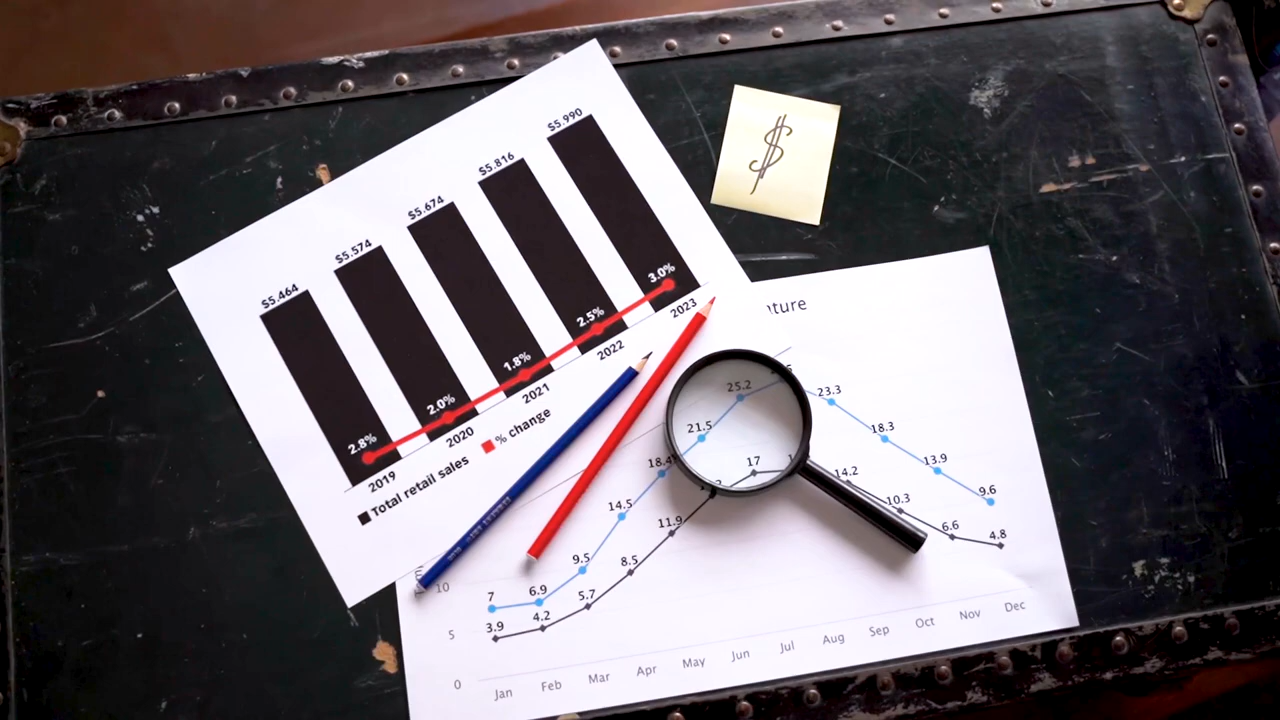 $5.464
$5.574
$5.674
$5.816
$5.990
2.8%
2.0%
1.8%
2.5%
3.0%
2019
2020
2021
2022
2023
Total retail sales
% change
$
7
6.9
9.5
14.5
18.4
21.5
25.2
23.3
18.3
13.9
9.6
3.9
4.2
5.7
8.5
11.9
17
14.2
10.3
6.6
4.8
10
5
0
Jan
Feb
Mar
Apr
May
Jun
Jul
Aug
Sep
Oct
Nov
Dec